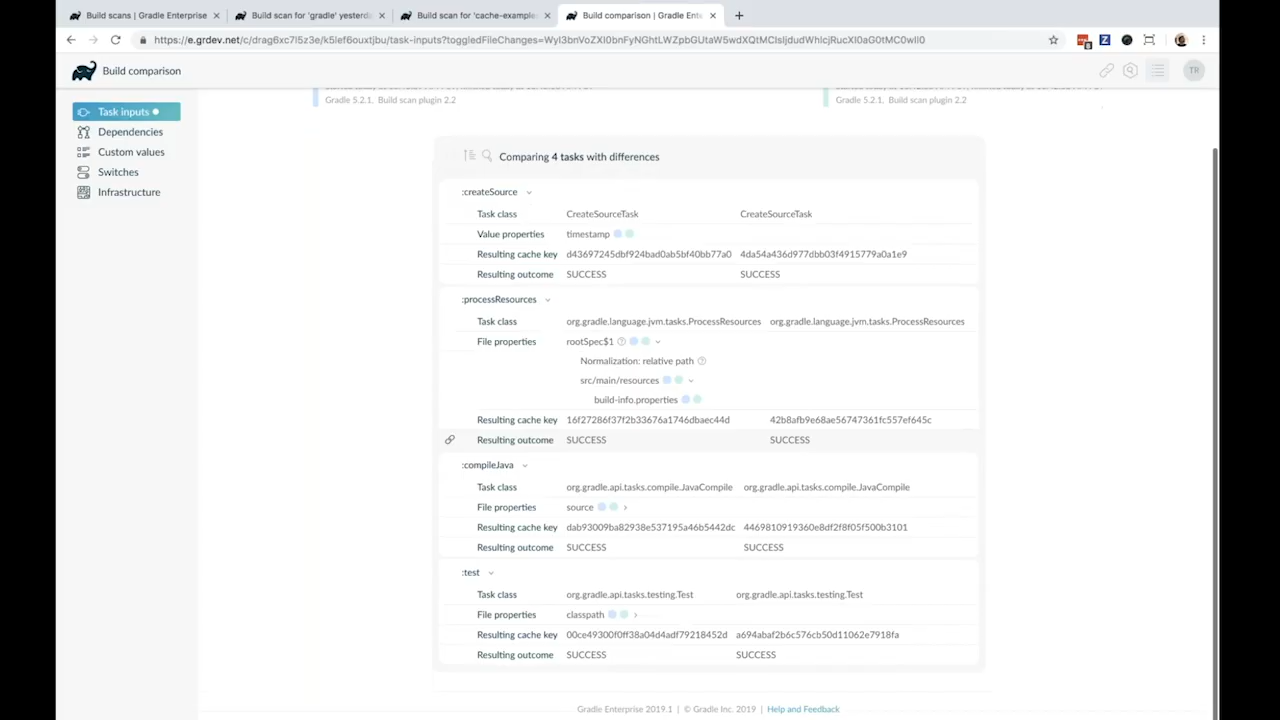 Build scans | Gradle Enterprise
Build scan for 'gradle' yesterda
Build scan for 'cache-example
Build comparison | Gradle Ente
https://e.grdev.net/c/drag6xc7l5z3e/k5lef6ouxtjbu/task-inputs?toggledFileChanges=WyI3bnVoZXI0bnFyNGhtLWZpbGUtaW5wdXQtMCIsIjdudWhlcjRucXI0aG0tMC0wIl0
Build comparison
TR
Gradle 5.2.1, Build scan plugin 2.2
Gradle 5.2.1, Build scan plugin 2.2
Task inputs
Dependencies
Custom values
Switches
Infrastructure
Comparing 4 tasks with differences
:createSource
Task class CreateSourceTask CreateSourceTask
Value properties timestamp
Resulting cache key d43697245dbf924bad0ab5bf40bb77a0 4da54a436d977dbb03f4915779a0a1e9
Resulting outcome SUCCESS SUCCESS
:processResources
Task class org.gradle.language.jvm.tasks.ProcessResources org.gradle.language.jvm.tasks.ProcessResources
File properties rootSpec$1
Normalization: relative path
src/main/resources
build-info.properties
Resulting cache key 16f27286f37f2b33676a1746dbaec44d 42b8afb9e68ae56747361fc557ef645c
Resulting outcome SUCCESS SUCCESS
:compileJava
Task class org.gradle.api.tasks.compile.JavaCompile org.gradle.api.tasks.compile.JavaCompile
File properties source
Resulting cache key dab93009ba82938e537195a46b5442dc 4469810919360e8df2f8f05f500b3101
Resulting outcome SUCCESS SUCCESS
:test
Task class org.gradle.api.tasks.testing.Test org.gradle.api.tasks.testing.Test
File properties classpath
Resulting cache key 00ce49300f0ff38a04d4adf79218452d a694abaf2b6c576cb50d11062e7918fa
Resulting outcome SUCCESS SUCCESS
Gradle Enterprise 2019.1 | © Gradle Inc. 2019 | Help and Feedback